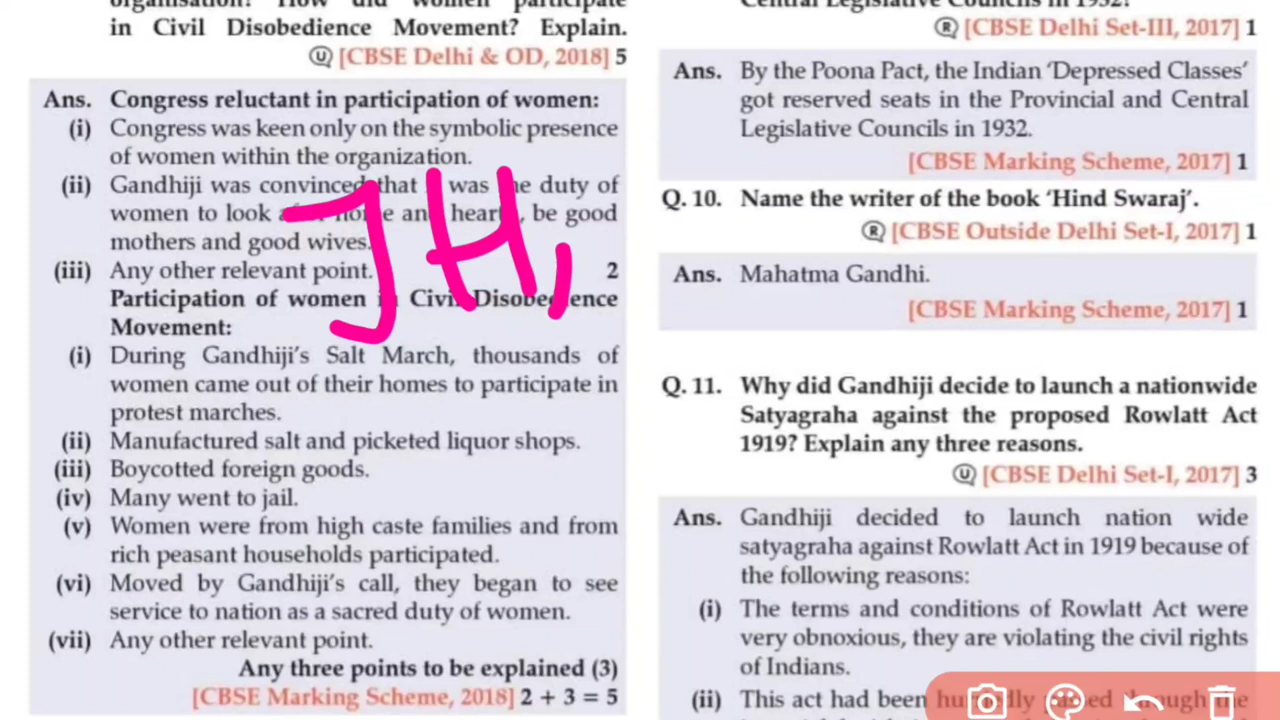 in Civil Disobedience Movement? Explain.
Ⓤ [CBSE Delhi & OD, 2018] 5
Ans. Congress reluctant in participation of women:
(i) Congress was keen only on the symbolic presence
of women within the organization.
(ii) Gandhiji was convinced that was the duty of
women to look home and hearth, be good
mothers and good wives.
(iii) Any other relevant point. 2
Participation of women in Civil Disobedience
Movement:
(i) During Gandhiji's Salt March, thousands of
women came out of their homes to participate in
protest marches.
(ii) Manufactured salt and picketed liquor shops.
(iii) Boycotted foreign goods.
(iv) Many went to jail.
(v) Women were from high caste families and from
rich peasant households participated.
(vi) Moved by Gandhiji's call, they began to see
service to nation as a sacred duty of women.
(vii) Any other relevant point.
Any three points to be explained (3)
[CBSE Marking Scheme, 2018] 2 + 3 = 5
JH,
Ⓡ [CBSE Delhi Set-III, 2017] 1
Ans. By the Poona Pact, the Indian 'Depressed Classes'
got reserved seats in the Provincial and Central
Legislative Councils in 1932.
[CBSE Marking Scheme, 2017] 1
Q. 10. Name the writer of the book 'Hind Swaraj'.
Ⓡ [CBSE Outside Delhi Set-I, 2017] 1
Ans. Mahatma Gandhi.
[CBSE Marking Scheme, 2017] 1
Q. 11. Why did Gandhiji decide to launch a nationwide
Satyagraha against the proposed Rowlatt Act
1919? Explain any three reasons.
Ⓤ [CBSE Delhi Set-I, 2017] 3
Ans. Gandhiji decided to launch nation wide
satyagraha against Rowlatt Act in 1919 because of
the following reasons:
(i) The terms and conditions of Rowlatt Act were
very obnoxious, they are violating the civil rights
of Indians.
(ii) This act had been